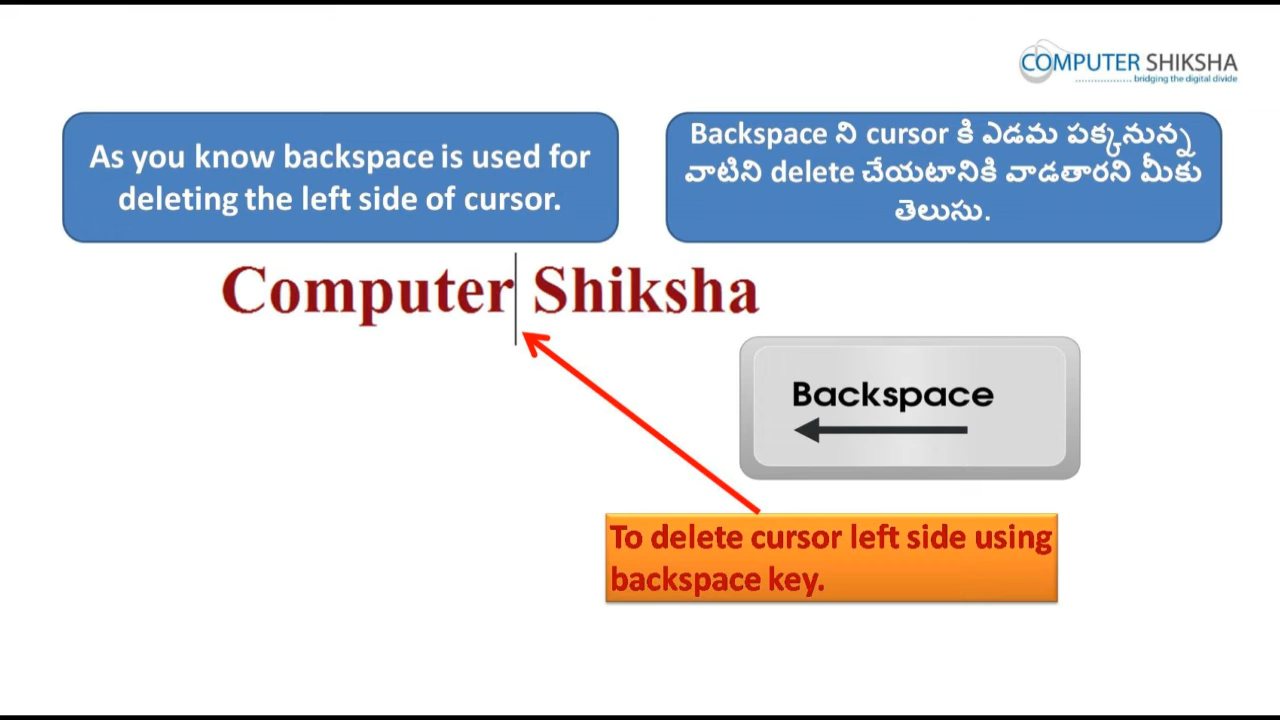 COMPUTER SHIKSHA
bridging the digital divide
As you know backspace is used for
deleting the left side of cursor.
Backspace ని cursor కి ఎడమ పక్కనున్న
వాటిని delete చేయటానికి వాడతారని మీకు
తెలుసు.
Computer Shiksha
Backspace
To delete cursor left side using
backspace key.